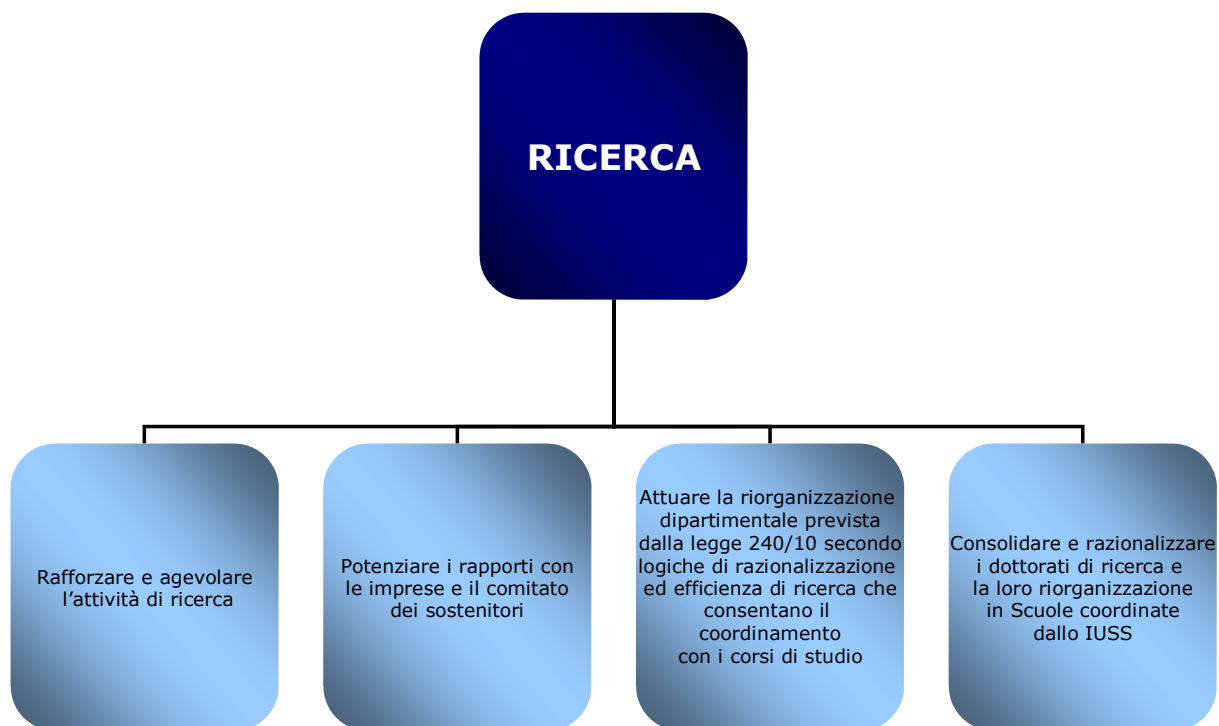 RICERCA
Rafforzare e agevolare
l’attività di ricerca
Potenziare i rapporti con
le imprese e il comitato
dei sostenitori
Attuare la riorganizzazione
dipartimentale prevista
dalla legge 240/10 secondo
logiche di razionalizzazione
ed efficienza di ricerca che
consentano il
coordinamento
con i corsi di studio
Consolidare e razionalizzare
i dottorati di ricerca e
la loro riorganizzazione
in Scuole coordinate
dallo IUSS